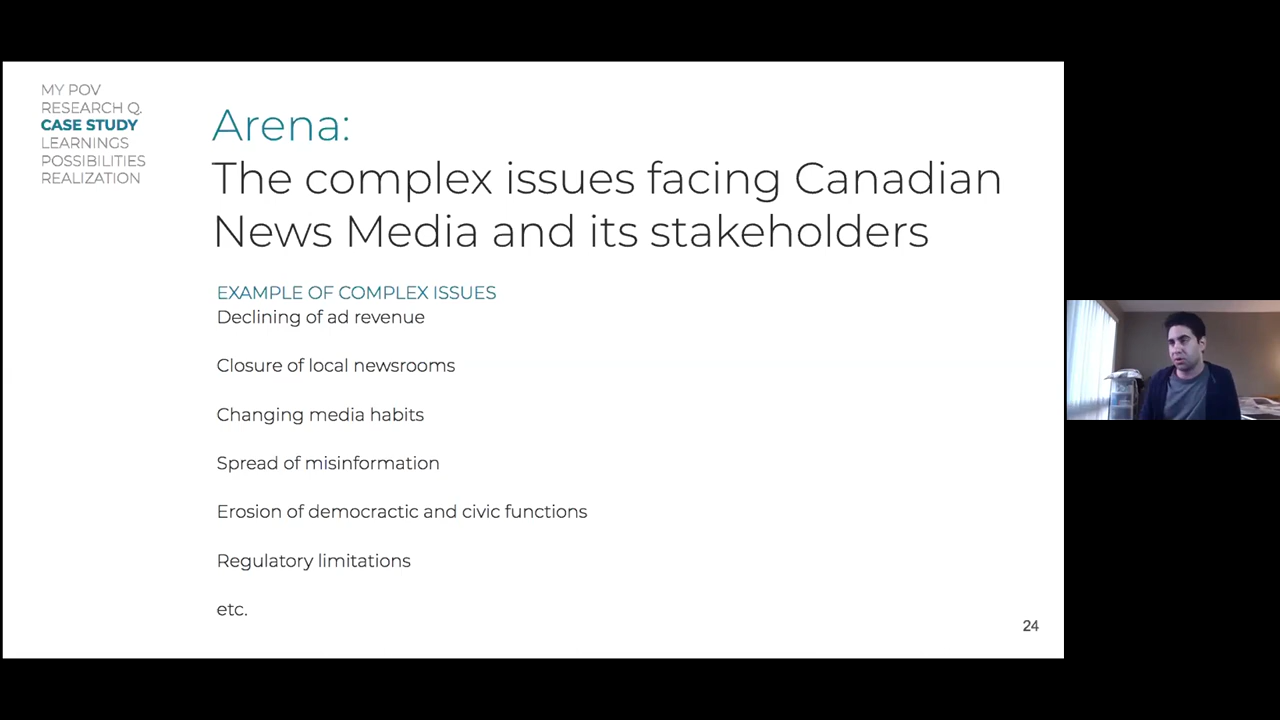 MY POV
RESEARCH Q.
CASE STUDY
LEARNINGS
POSSIBILITIES
REALIZATION
Arena:
The complex issues facing Canadian
News Media and its stakeholders
EXAMPLE OF COMPLEX ISSUES
Declining of ad revenue
Closure of local newsrooms
Changing media habits
Spread of misinformation
Erosion of democractic and civic functions
Regulatory limitations
etc.
24